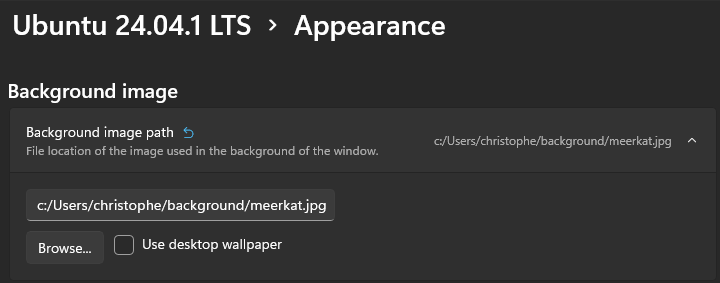 Ubuntu 24.04.1 LTS > Appearance
Background image
Background image path
File location of the image used in the background of the window.
c:/Users/christophe/background/meerkat.jpg
c:/Users/christophe/background/meerkat.jpg
Browse...
Use desktop wallpaper